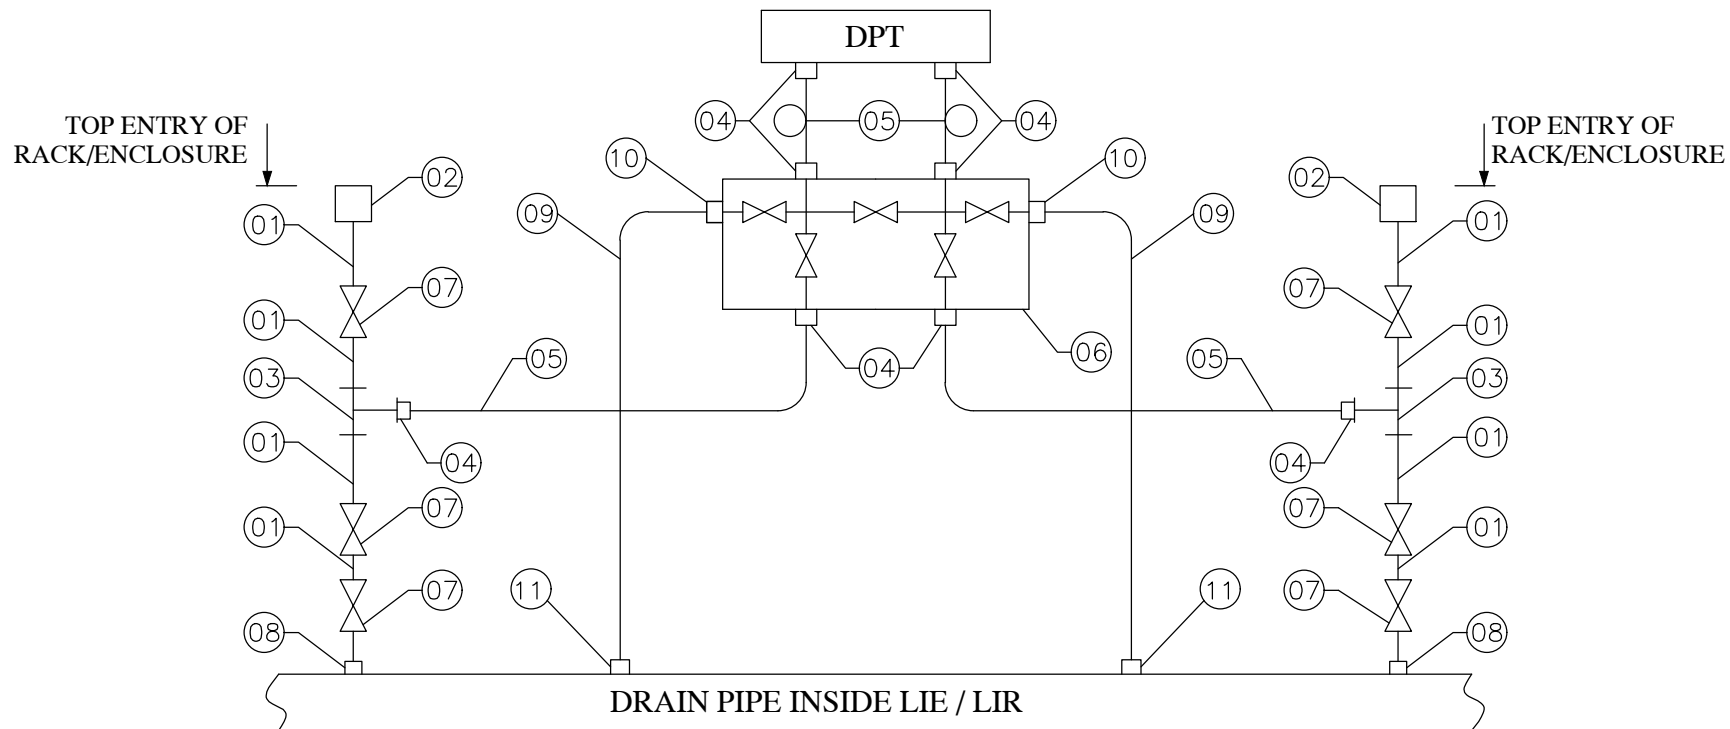 DPT
04 05 04
TOP ENTRY OF
RACK/ENCLOSURE
TOP ENTRY OF
RACK/ENCLOSURE
10 10
02 02
01 09 09 01
07 07
01 01
06
05 05
03 04 03
01 01
04 04
07 07
01 01
11 11
07 07
08 08
DRAIN PIPE INSIDE LIE / LIR